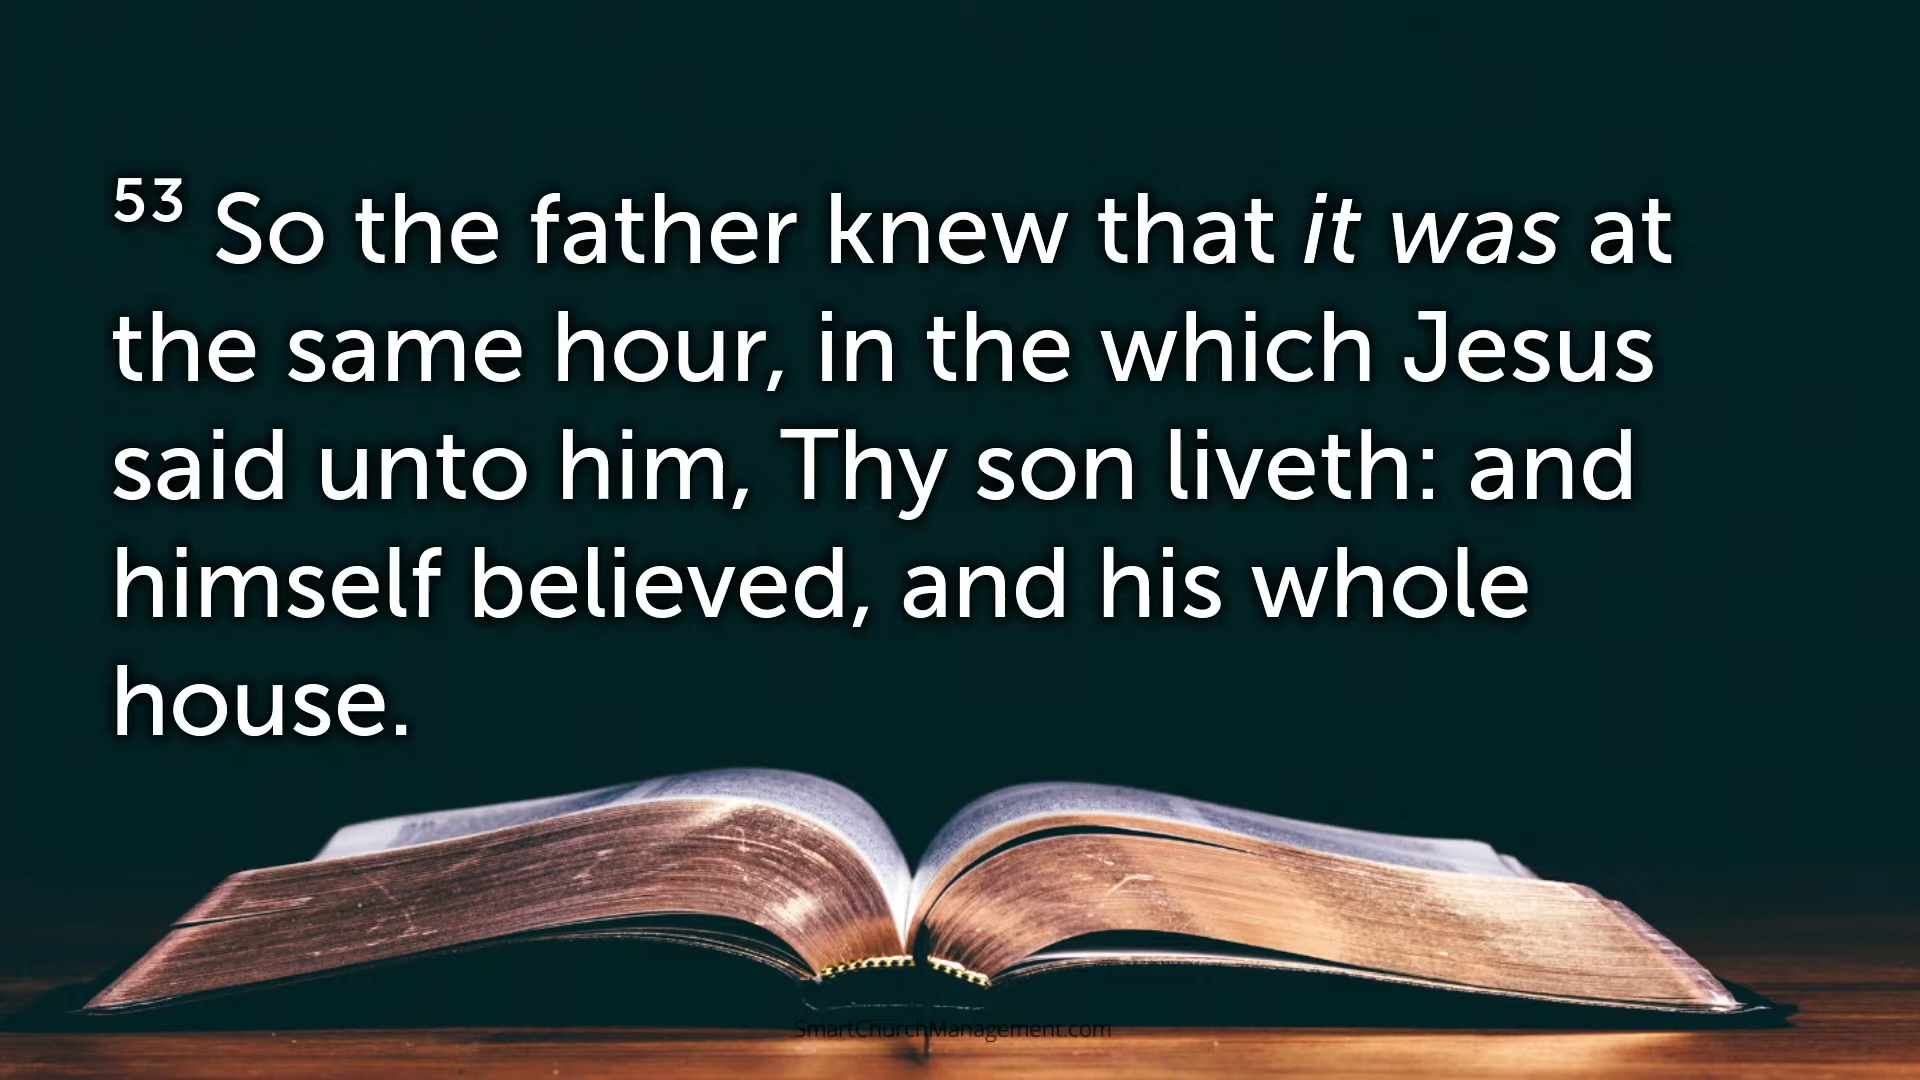 53 So the father knew that it was at
the same hour, in the which Jesus
said unto him, Thy son liveth: and
himself believed, and his whole
house.
SmartChurchManagement.com